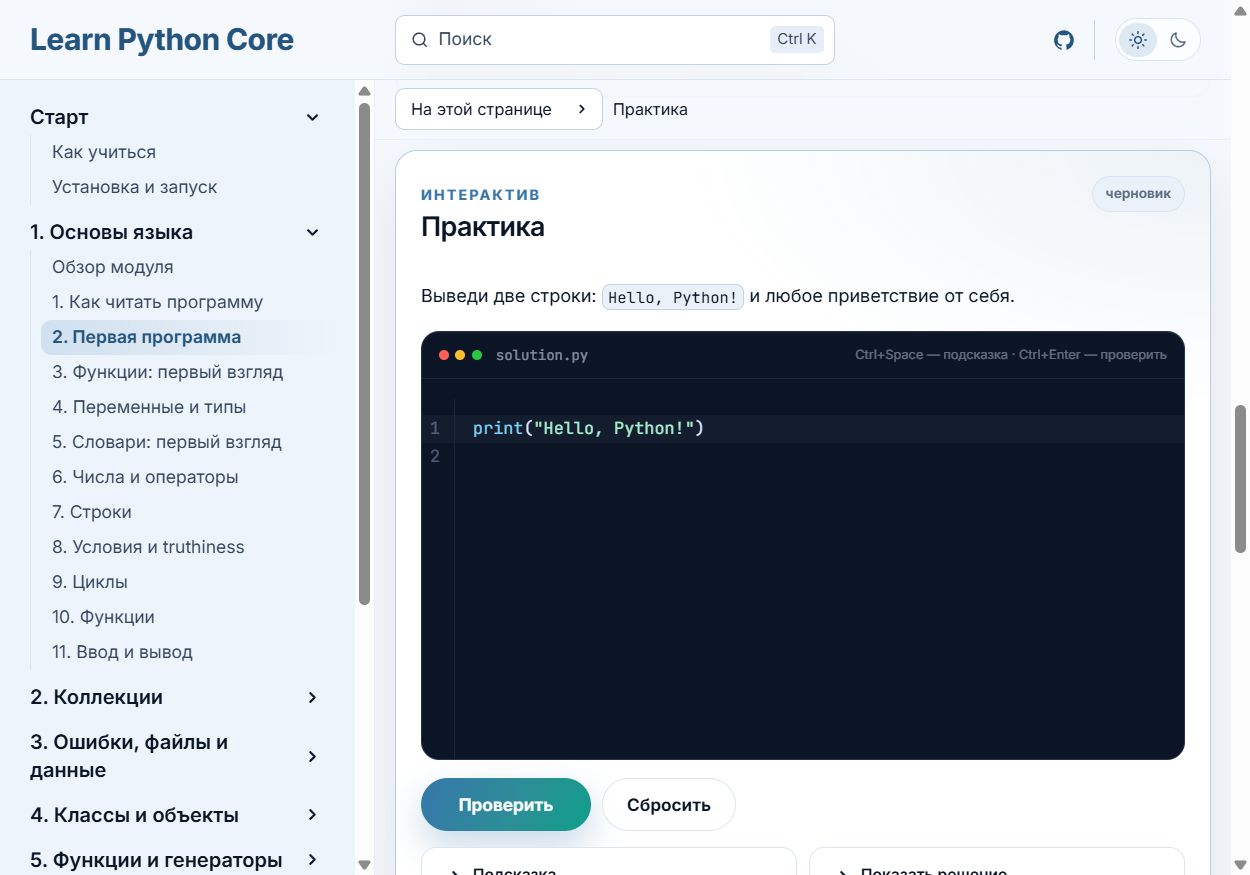 Learn Python Core
Поиск
Ctrl K
Старт
Как учиться
Установка и запуск
1. Основы языка
Обзор модуля
1. Как читать программу
2. Первая программа
3. Функции: первый взгляд
4. Переменные и типы
5. Словари: первый взгляд
6. Числа и операторы
7. Строки
8. Условия и truthiness
9. Циклы
10. Функции
11. Ввод и вывод
2. Коллекции
3. Ошибки, файлы и
данные
4. Классы и объекты
5. Функции и генераторы
На этой странице
Практика
ИНТЕРАКТИВ
черновик
Практика
Выведи две строки: Hello, Python! и любое приветствие от себя.
solution.py
Ctrl+Space — подсказка · Ctrl+Enter — проверить
1 print("Hello, Python!")
2
Проверить
Сбросить
Подсказка
Показать решение